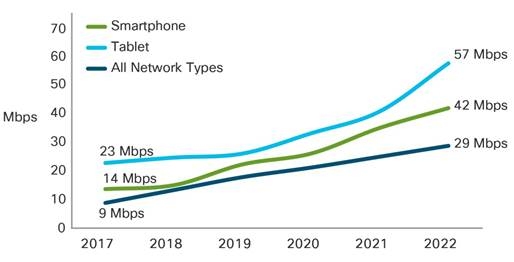 70
60
50
40
30
20
10
0
Mbps
Smartphone
Tablet
All Network Types
57 Mbps
42 Mbps
29 Mbps
23 Mbps
14 Mbps
9 Mbps
2017 2018 2019 2020 2021 2022